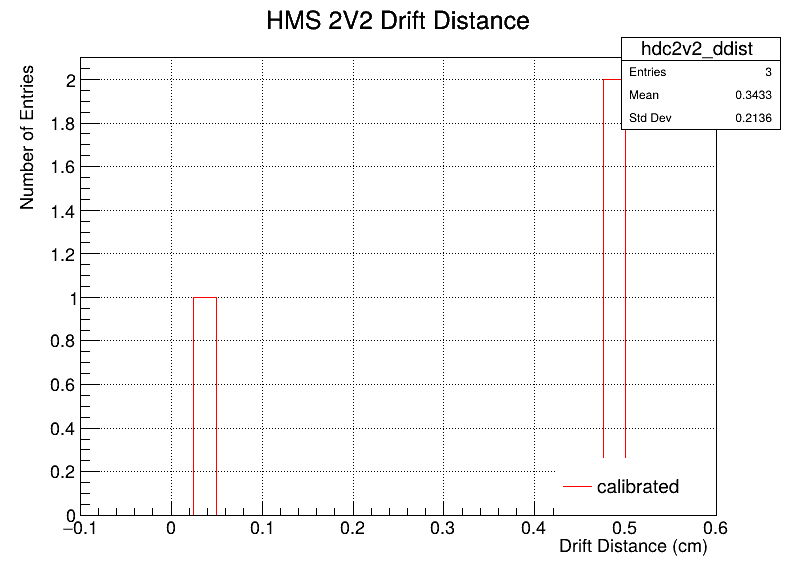 HMS 2V2 Drift Distance
hdc2v2_ddist
Entries 3
Mean 0.3433
Std Dev 0.2136
Number of Entries
2
1.8
1.6
1.4
1.2
1
0.8
0.6
0.4
0.2
0
calibrated
−0.1 0 0.1 0.2 0.3 0.4 0.5 0.6
Drift Distance (cm)